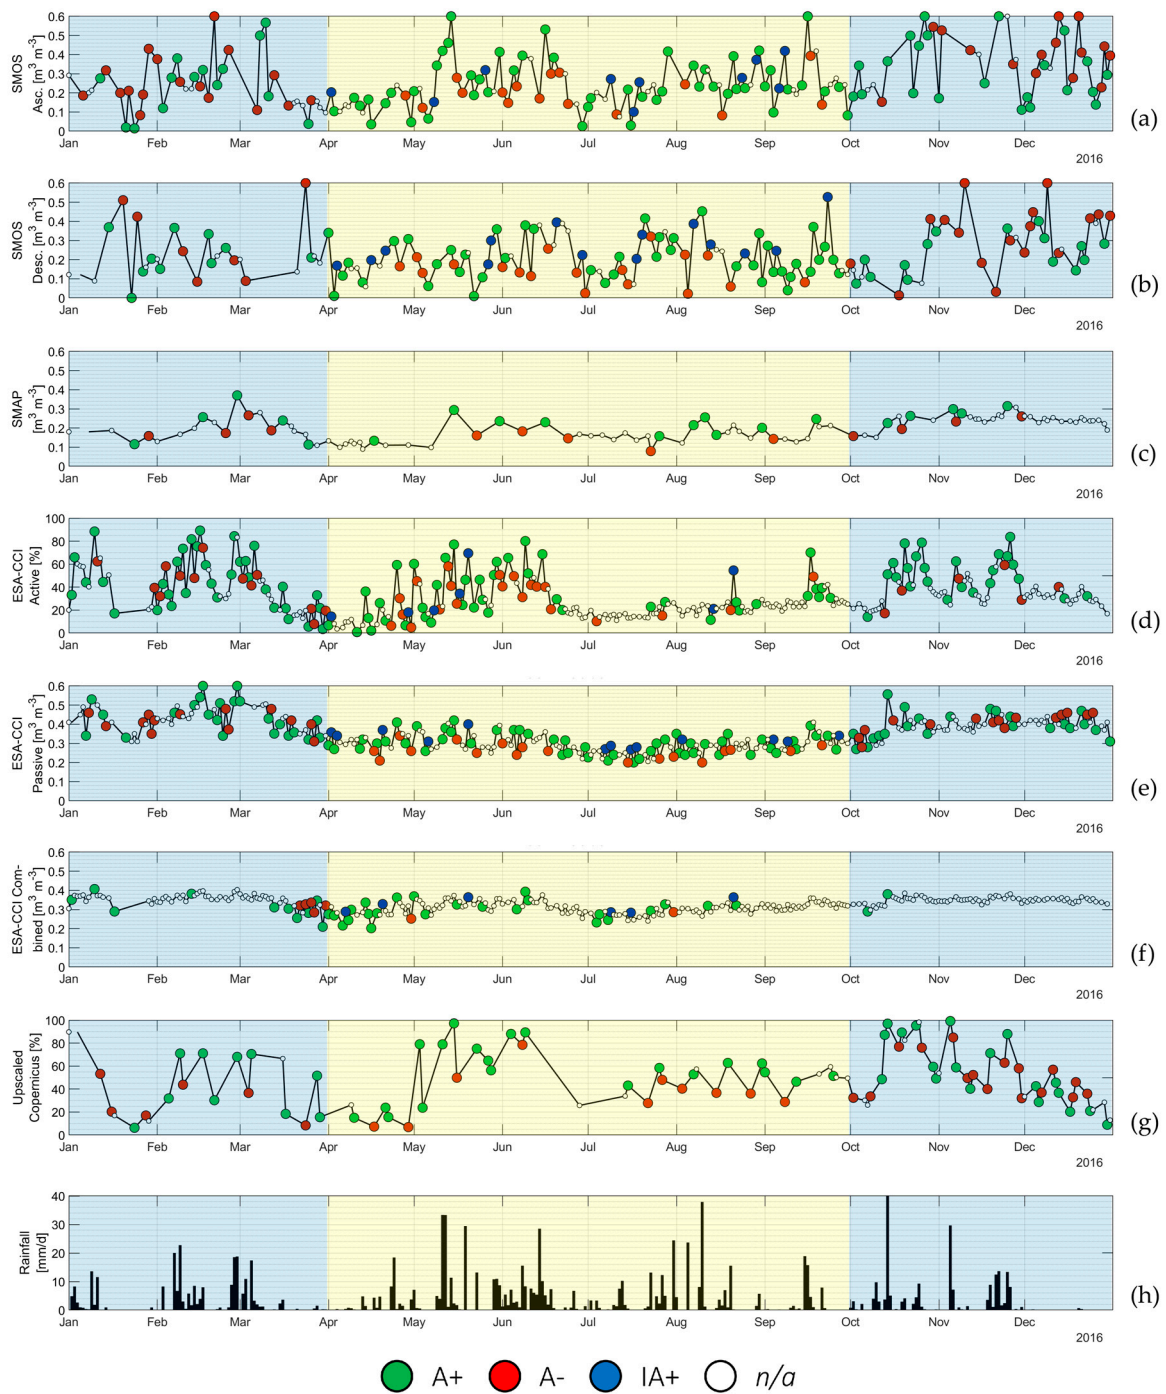 SMOS
Asc. [m³ m⁻³]
0.6
0.5
0.4
0.3
0.2
0.1
0
Jan Feb Mar Apr May Jun Jul Aug Sep Oct Nov Dec
2016
(a)
SMOS
Desc. [m³ m⁻³]
0.6
0.5
0.4
0.3
0.2
0.1
0
Jan Feb Mar Apr May Jun Jul Aug Sep Oct Nov Dec
2016
(b)
SMAP
[m³ m⁻³]
0.6
0.5
0.4
0.3
0.2
0.1
0
Jan Feb Mar Apr May Jun Jul Aug Sep Oct Nov Dec
2016
(c)
ESA-CCI
Active [%]
100
80
60
40
20
0
Jan Feb Mar Apr May Jun Jul Aug Sep Oct Nov Dec
2016
(d)
ESA-CCI
Passive [m³ m⁻³]
0.6
0.5
0.4
0.3
0.2
0.1
0
Jan Feb Mar Apr May Jun Jul Aug Sep Oct Nov Dec
2016
(e)
ESA-CCI Com-
bined [m³ m⁻³]
0.6
0.5
0.4
0.3
0.2
0.1
0
Jan Feb Mar Apr May Jun Jul Aug Sep Oct Nov Dec
2016
(f)
Upscaled
Copernicus [%]
100
80
60
40
20
0
Jan Feb Mar Apr May Jun Jul Aug Sep Oct Nov Dec
2016
(g)
Rainfall
[mm/d]
40
30
20
10
0
Jan Feb Mar Apr May Jun Jul Aug Sep Oct Nov Dec
2016
(h)
A+ A- IA+ n/a